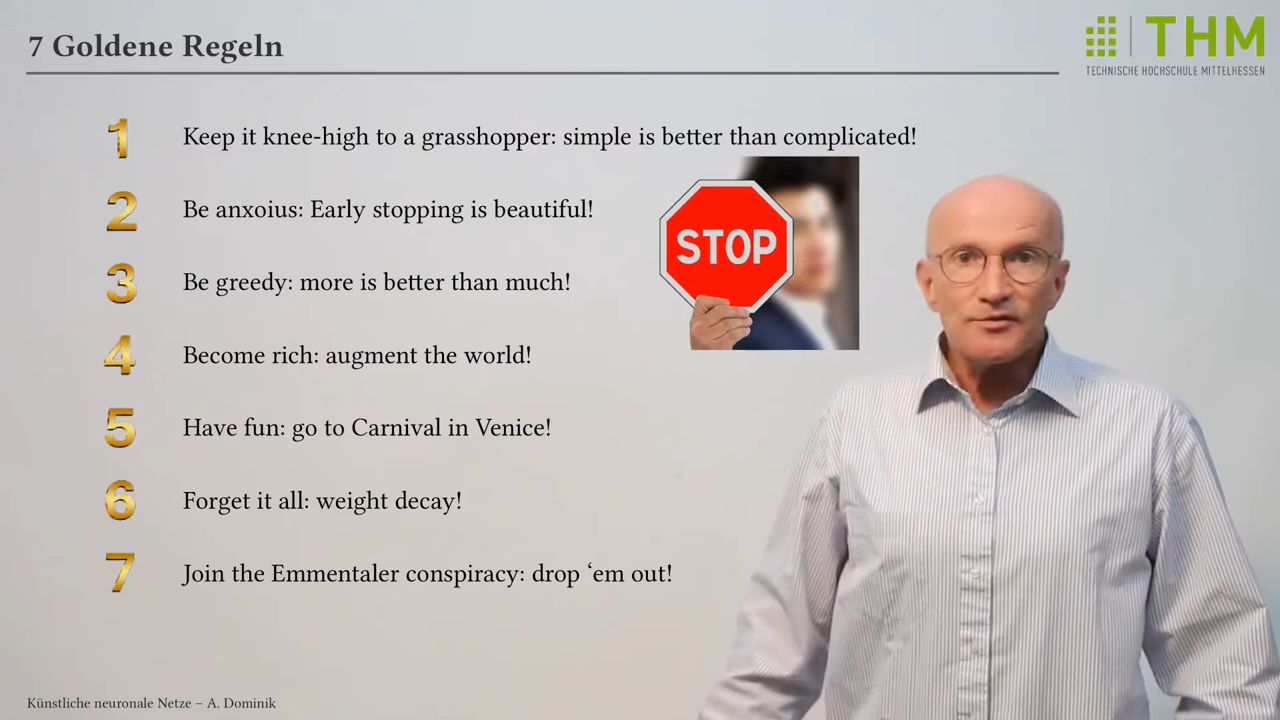 7 Goldene Regeln
THM
TECHNISCHE HOCHSCHULE MITTELHESSEN
1 Keep it knee-high to a grasshopper: simple is better than complicated!
2 Be anxoius: Early stopping is beautiful!
STOP
3 Be greedy: more is better than much!
4 Become rich: augment the world!
5 Have fun: go to Carnival in Venice!
6 Forget it all: weight decay!
7 Join the Emmentaler conspiracy: drop ‘em out!
Künstliche neuronale Netze – A. Dominik